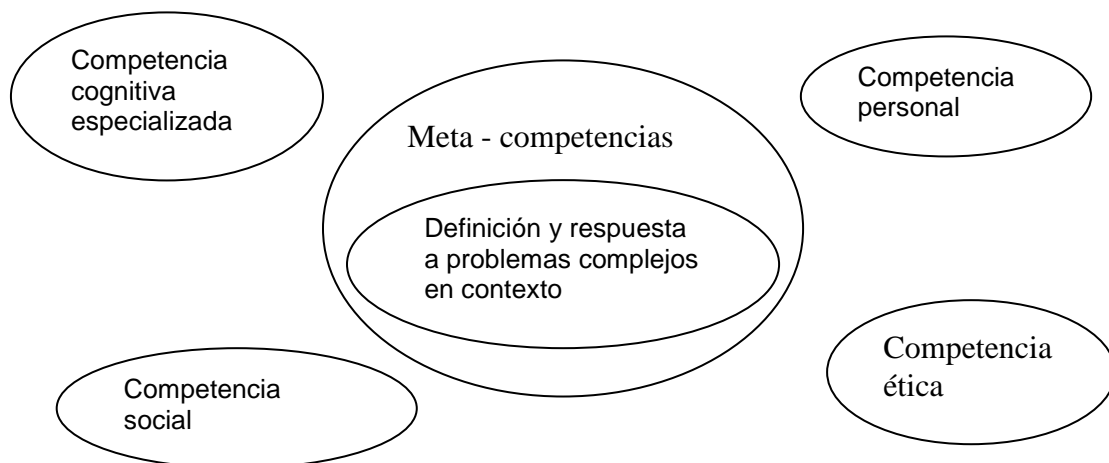 Competencia
cognitiva
especializada
Competencia
personal
Meta - competencias
Definición y respuesta
a problemas complejos
en contexto
Competencia
social
Competencia
ética